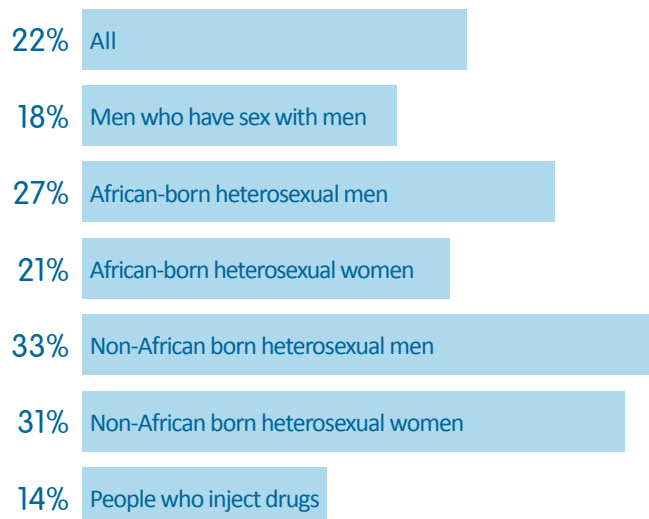 22% All
18% Men who have sex with men
27% African-born heterosexual men
21% African-born heterosexual women
33% Non-African born heterosexual men
31% Non-African born heterosexual women
14% People who inject drugs